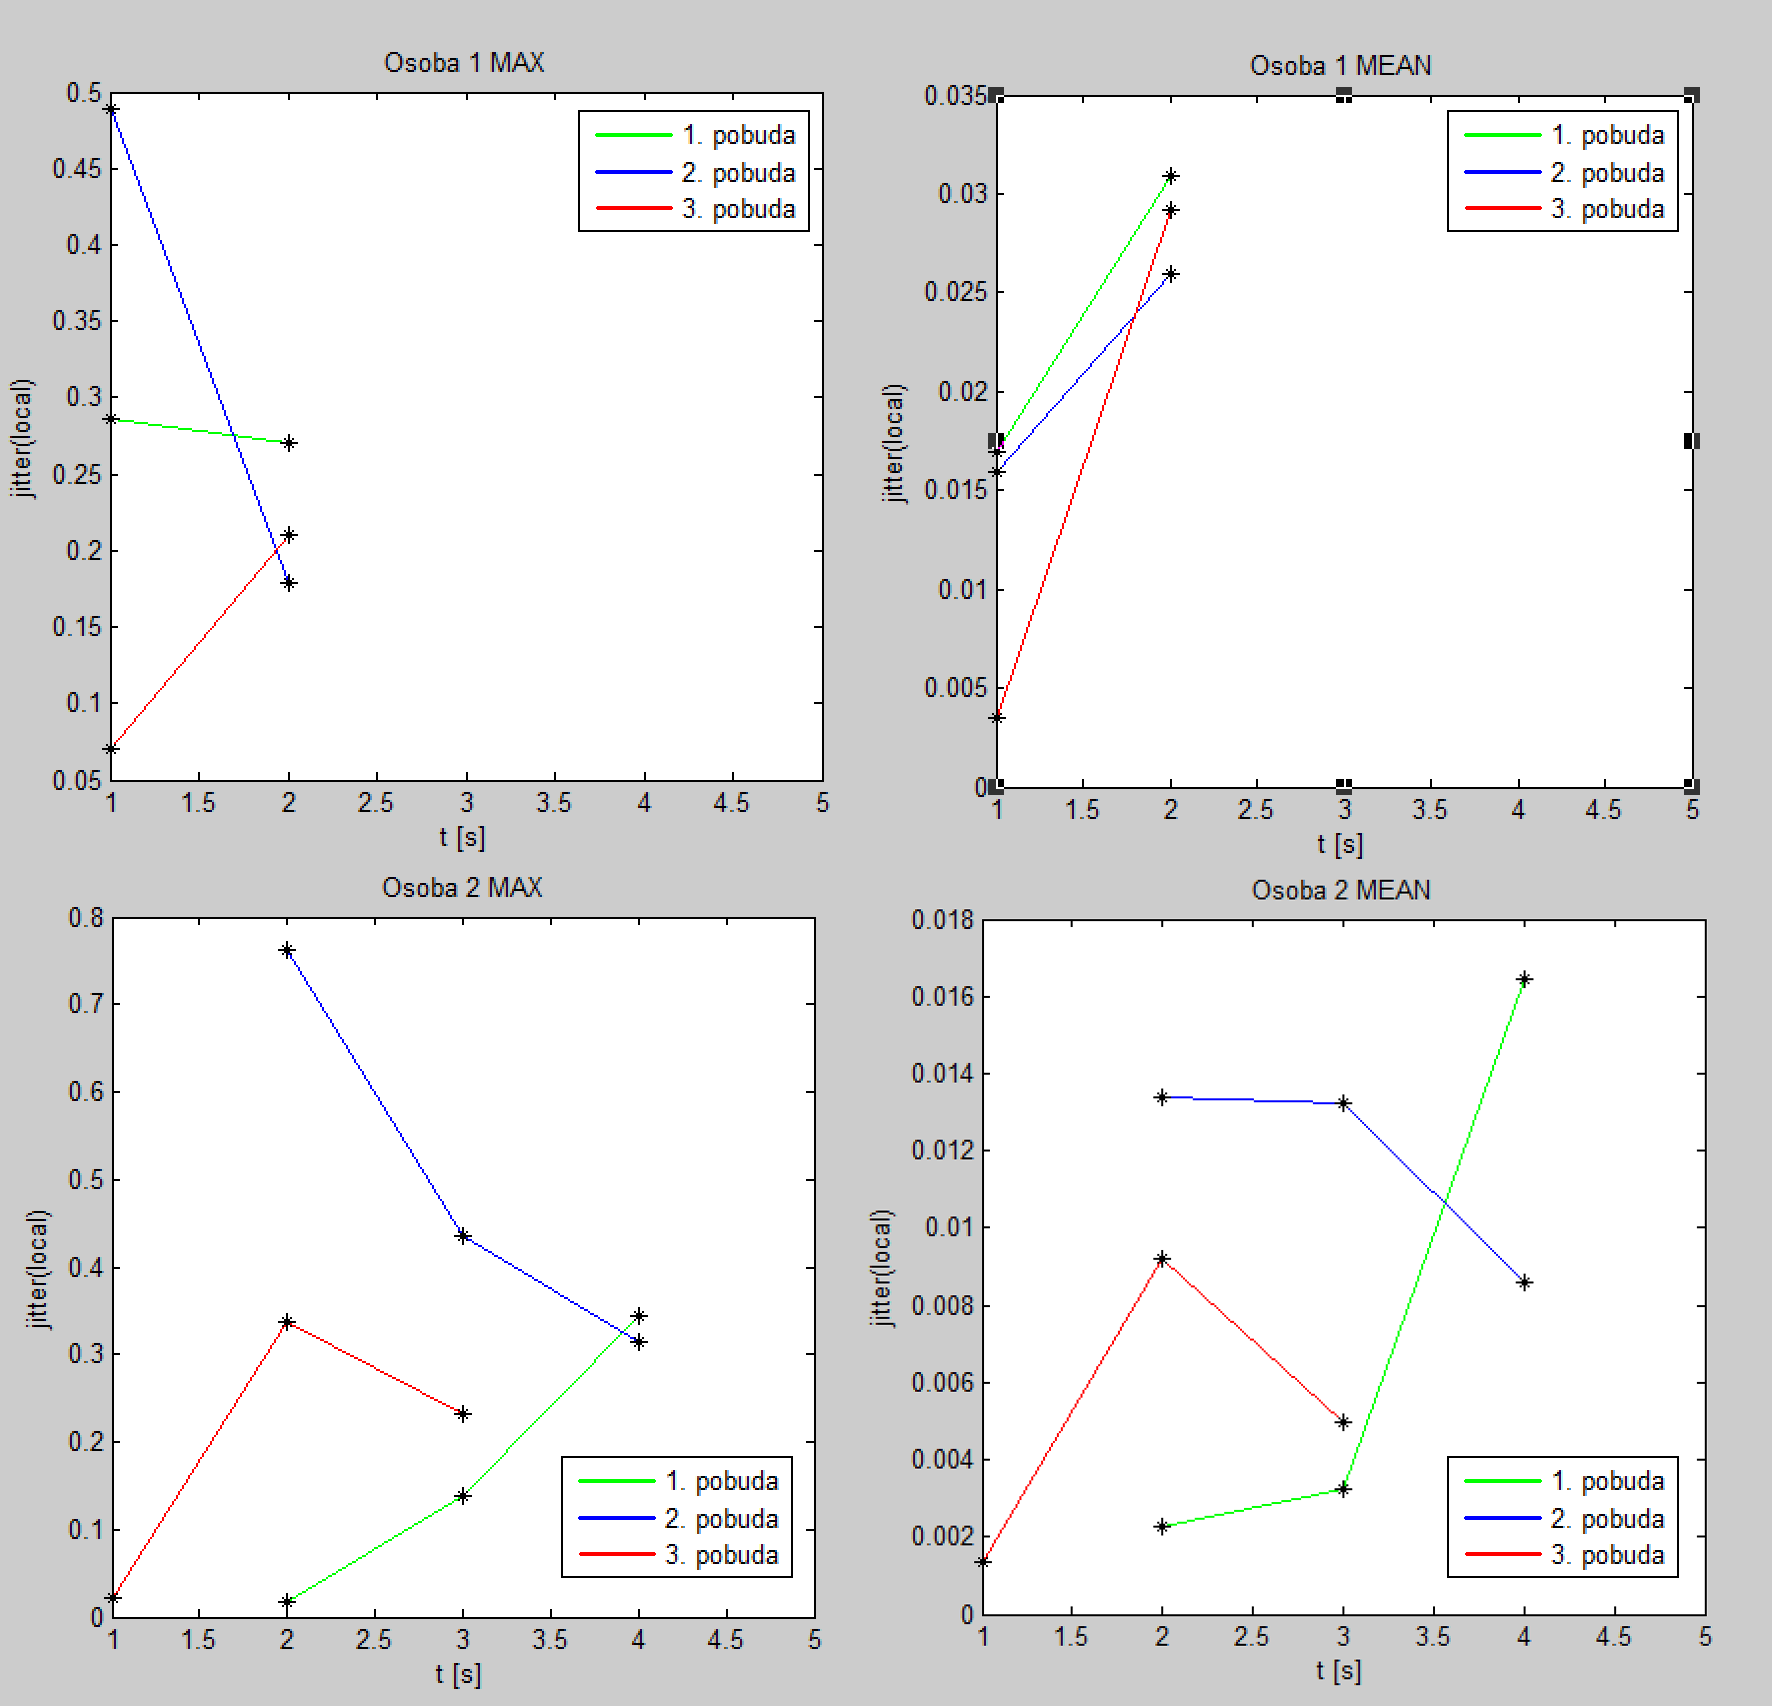 Osoba 1 MAX
0.5
0.45
0.4
0.35
0.3
0.25
0.2
0.15
0.1
0.05
jitter(local)
1 1.5 2 2.5 3 3.5 4 4.5 5
t [s]
1. pobuda
2. pobuda
3. pobuda
Osoba 1 MEAN
0.035
0.03
0.025
0.02
0.015
0.01
0.005
0
jitter(local)
1 1.5 2 2.5 3 3.5 4 4.5 5
t [s]
1. pobuda
2. pobuda
3. pobuda
Osoba 2 MAX
0.8
0.7
0.6
0.5
0.4
0.3
0.2
0.1
0
jitter(local)
1 1.5 2 2.5 3 3.5 4 4.5 5
t [s]
1. pobuda
2. pobuda
3. pobuda
Osoba 2 MEAN
0.018
0.016
0.014
0.012
0.01
0.008
0.006
0.004
0.002
0
jitter(local)
1 1.5 2 2.5 3 3.5 4 4.5 5
t [s]
1. pobuda
2. pobuda
3. pobuda